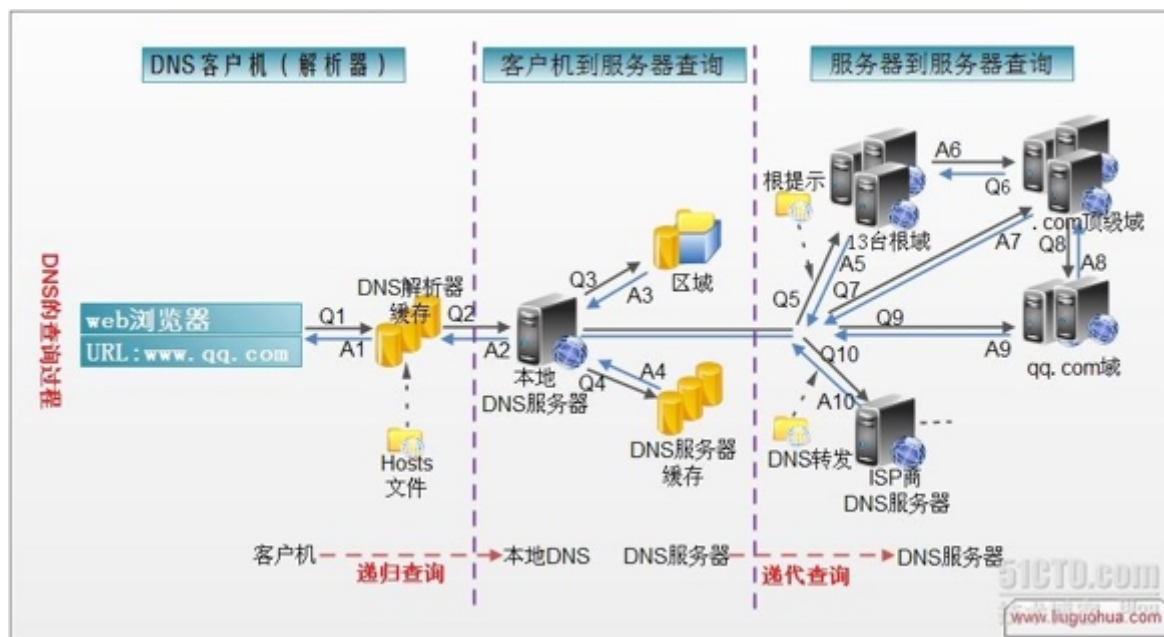 DNS客户机（解析器）
客户机到服务器查询
服务器到服务器查询
DNS的查询过程
web浏览器
URL:www.qq.com
Q1
A1
DNS解析器
缓存
Hosts
文件
Q2
A2
本地
DNS服务器
Q3
A3
区域
Q4
A4
DNS服务器
缓存
根提示
13台根域
A6
Q6
.com顶级域
Q5
A5
Q7
A7
Q8
A8
Q9
A9
qq.com域
Q10
A10
DNS转发
ISP商
DNS服务器
客户机
递归查询
本地DNS
DNS服务器
递代查询
DNS服务器
51CTO.com
www.liuguohua.com